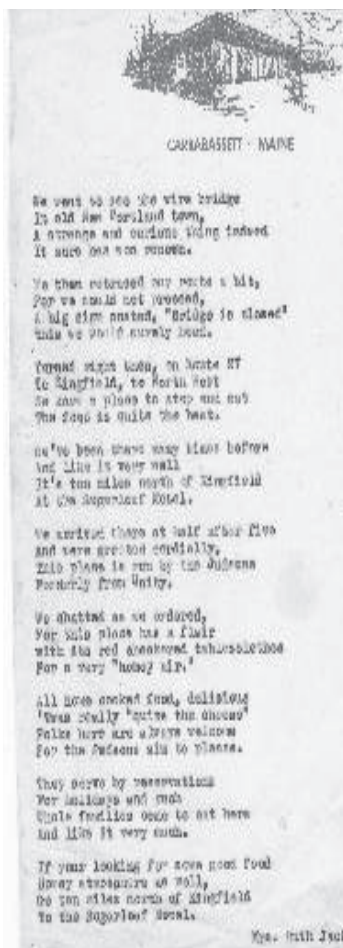 CARRABASSETT - MAINE
We went to see the wire bridge
In old New Portland town,
A strange and curious thing indeed
It sure has won renown.
We then retraced our route a bit,
For we could not proceed,
A big sign posted, "Bridge is closed"
this we would surely heed.
Turned right then, on Route 27
to Kingfield, to North West
We have a place to stop and eat
The food is quite the best.
We've been there many times before
And like it very well
It's ten miles north of Kingfield
At the Sugarloaf Motel.
We arrived there at half after five
And were greeted cordially,
This place is run by the Judsons
Formerly from Unity.
We chatted as we ordered,
For this place has a flair
with its red checkered tableclothes
For a very "homey air."
All home cooked food, delicious
'Twas really "quite the cheese"
Folks here are always welcome
For the Judsons aim to please.
They serve by reservations
For holidays and such
Whole families come to eat here
And like it very much.
If your looking for some good food
Homey atmosphere as well,
Go ten miles north of Kingfield
To the Sugarloaf Motel.
Mrs. Ruth